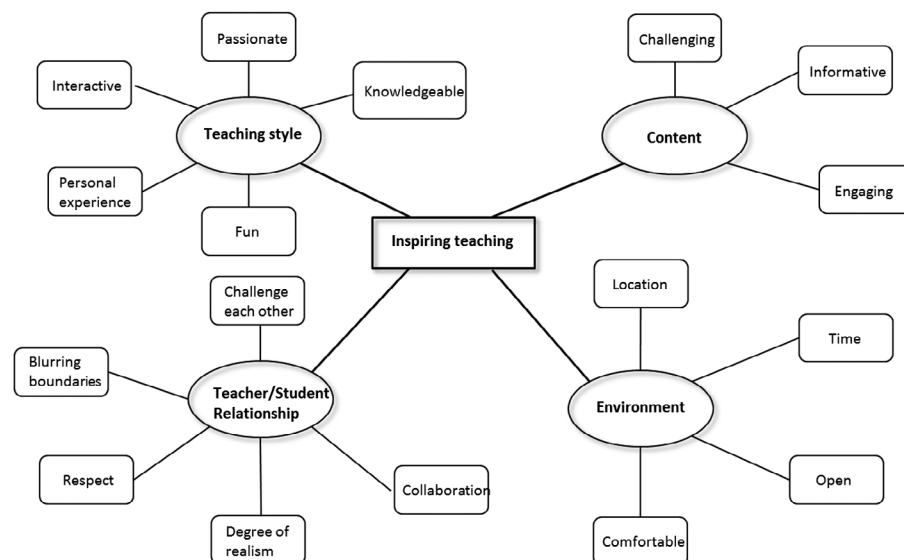 Passionate
Interactive
Knowledgeable
Teaching style
Personal
experience
Fun
Challenging
Informative
Content
Engaging
Inspiring teaching
Challenge
each other
Blurring
boundaries
Teacher/Student
Relationship
Respect
Collaboration
Degree of
realism
Location
Time
Environment
Open
Comfortable